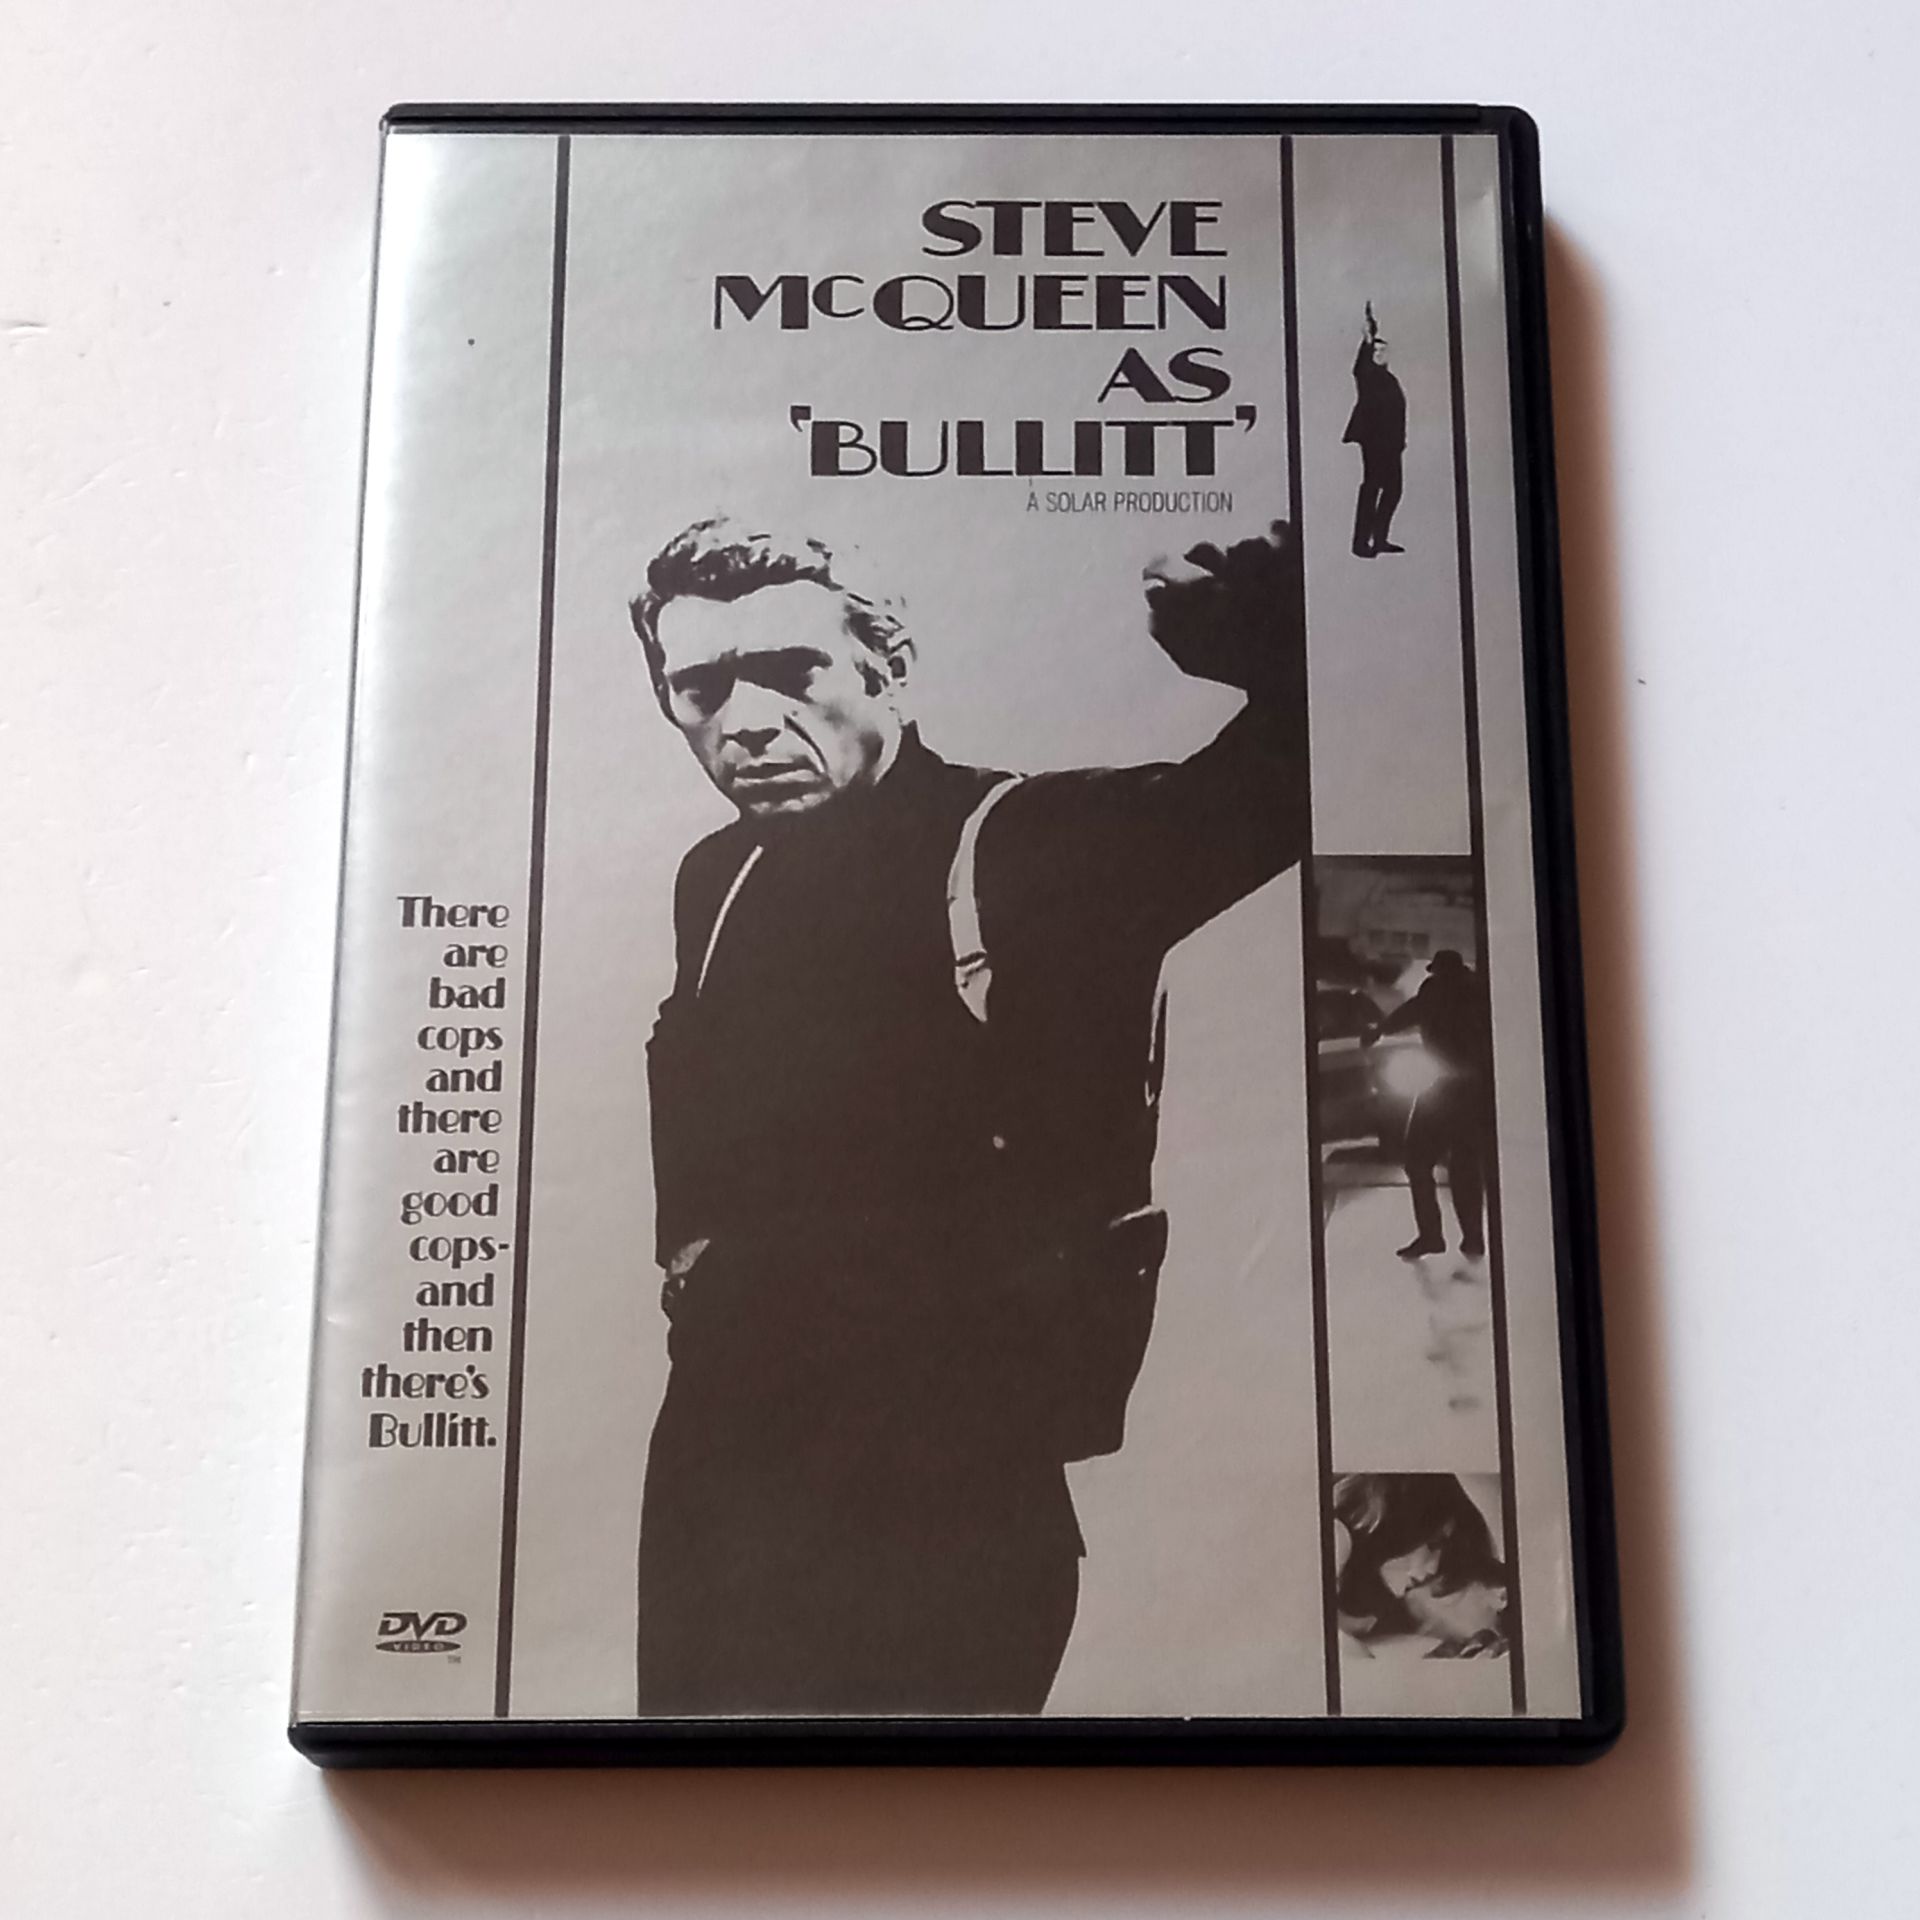 STEVE
McQUEEN
AS
'BULLITT'
A SOLAR PRODUCTION
There
are
bad
cops
and
there
are
good
cops-
and
then
there's
Bullitt.
DVD
VIDEO
TM